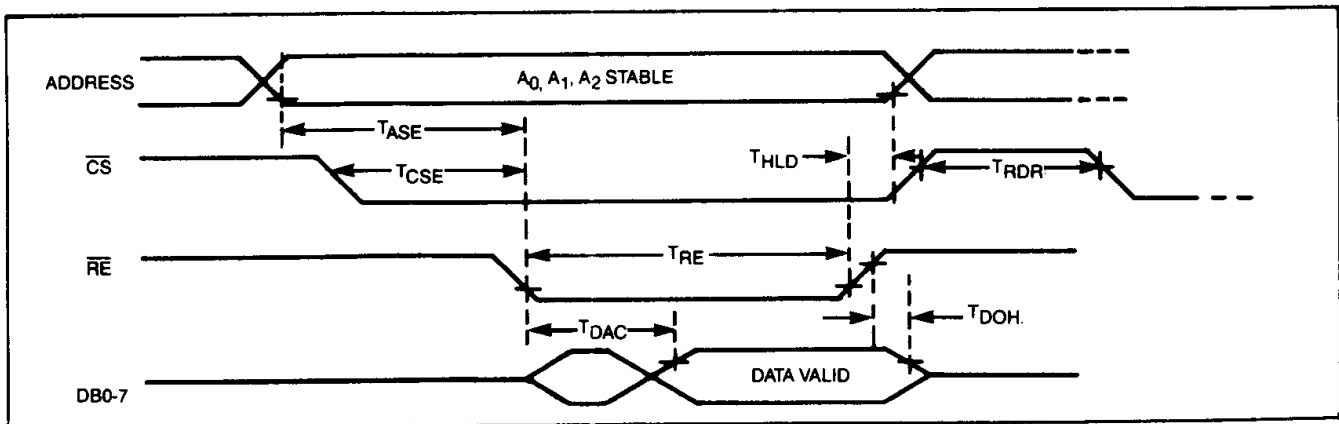 ADDRESS
A0, A1, A2 STABLE
TASE
CS
TCSE
THLD
TRDR.
RE
TRE
TDAC
TDOH.
DB0-7
DATA VALID